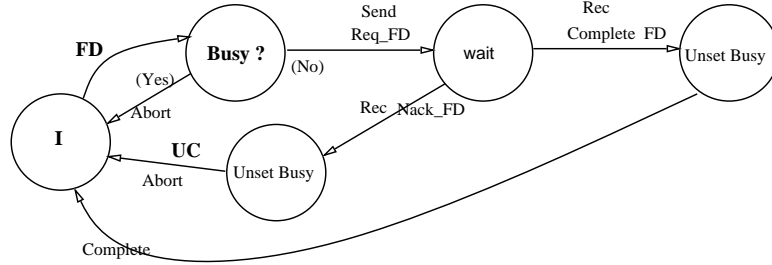 Send
Rec
FD
Req_FD
Complete FD
Busy ?
wait
Unset Busy
(Yes)
(No)
Abort
Rec Nack_FD
I
UC
Unset Busy
Abort
Complete